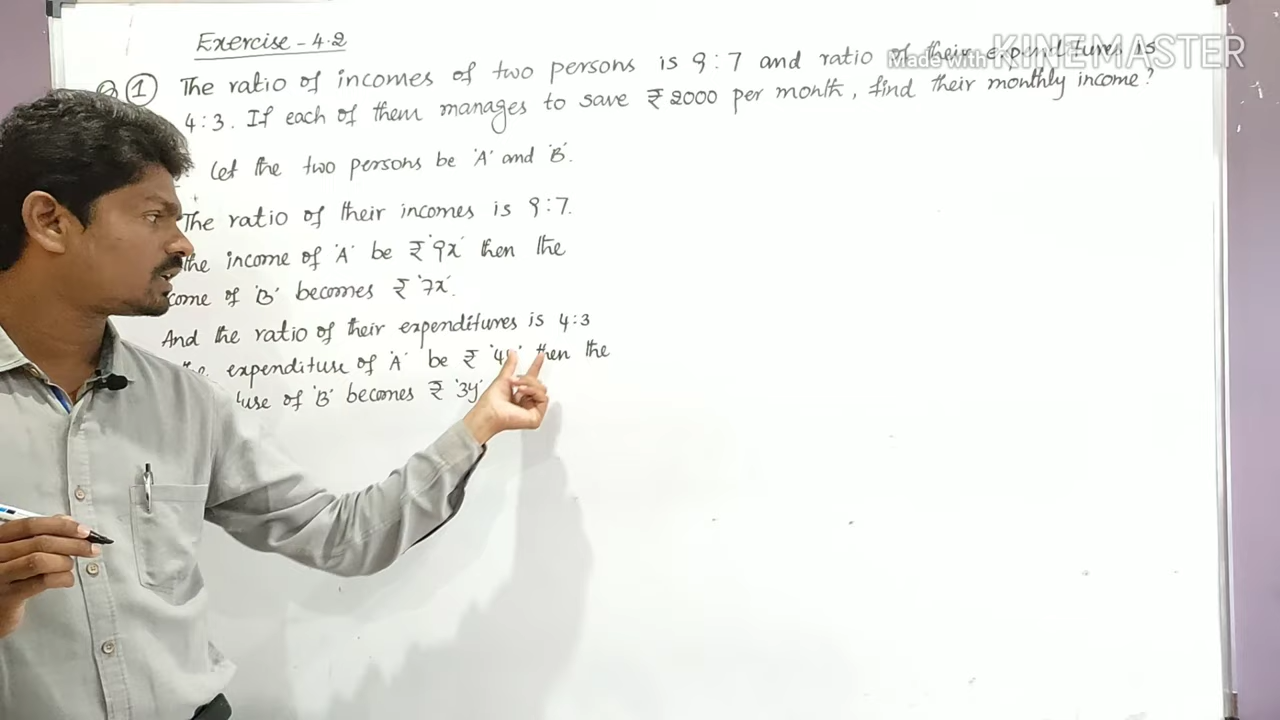 Exercise - 4.2
Q ① The ratio of incomes of two persons is 9:7 and ratio of their expenditures is
4:3. If each of them manages to save ₹ 2000 per month, find their monthly income?
Let the two persons be 'A' and 'B'.
The ratio of their incomes is 9:7.
the income of 'A' be ₹ '9x' then the
come of 'B' becomes ₹ '7x'.
And the ratio of their expenditures is 4:3
expenditure of 'A' be ₹ then the
ture of 'B' becomes ₹ '3y'
Made with KINEMASTER